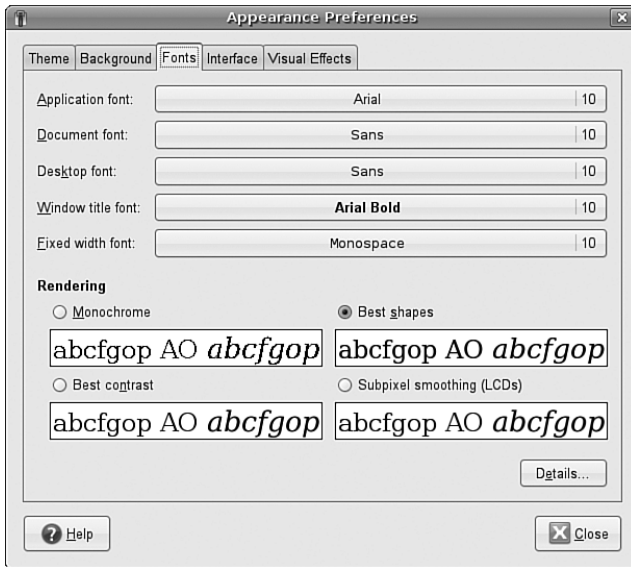 Appearance Preferences
Theme Background Fonts Interface Visual Effects
Application font: Arial 10
Document font: Sans 10
Desktop font: Sans 10
Window title font: Arial Bold 10
Fixed width font: Monospace 10
Rendering
Monochrome Best shapes
abcfgop AO abcfgop abcfgop AO abcfgop
Best contrast Subpixel smoothing (LCDs)
abcfgop AO abcfgop abcfgop AO abcfgop
Details...
Help Close